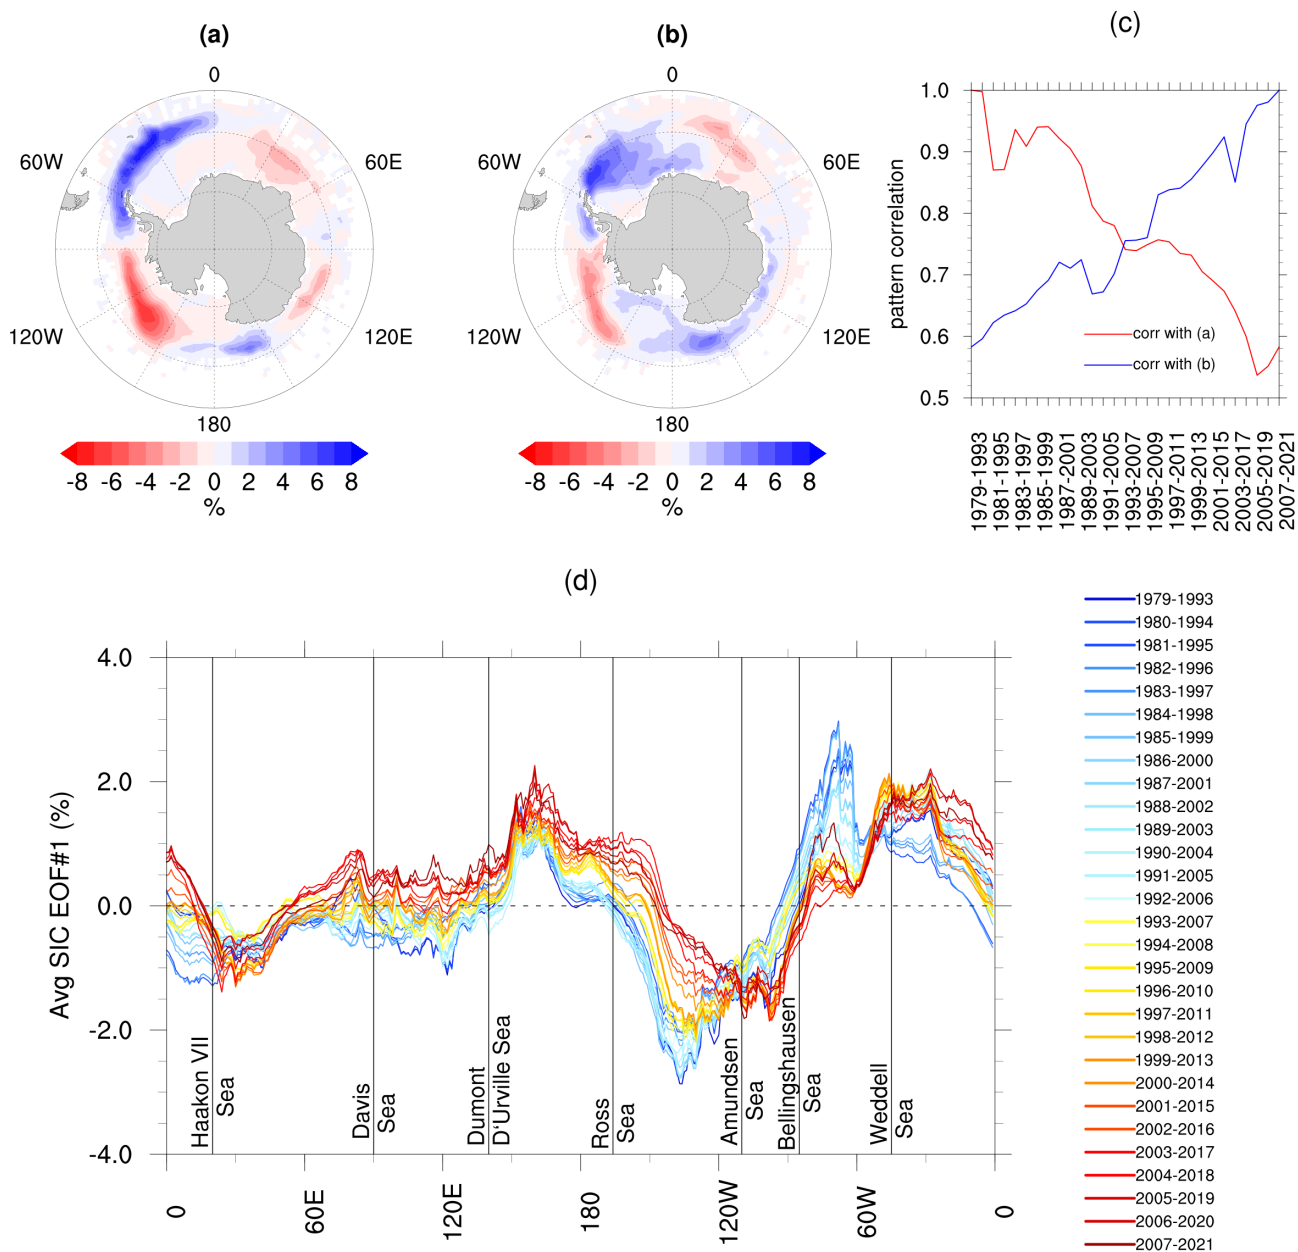 (a)
(b)
(c)
0
60W
60E
120W
120E
180
-8 -6 -4 -2 0 2 4 6 8
%
0
60W
60E
120W
120E
180
-8 -6 -4 -2 0 2 4 6 8
%
pattern correlation
1.0
0.9
0.8
0.7
0.6
0.5
corr with (a)
corr with (b)
1979-1993
1981-1995
1983-1997
1985-1999
1987-2001
1989-2003
1991-2005
1993-2007
1995-2009
1997-2011
1999-2013
2001-2015
2003-2017
2005-2019
2007-2021
(d)
Avg SIC EOF#1 (%)
4.0
2.0
0.0
-2.0
-4.0
Haakon VII
Sea
Davis
Sea
Dumont
D'Urville Sea
Ross
Sea
Amundsen
Sea
Bellingshausen
Sea
Weddell
Sea
0
60E
120E
180
120W
60W
0
1979-1993
1980-1994
1981-1995
1982-1996
1983-1997
1984-1998
1985-1999
1986-2000
1987-2001
1988-2002
1989-2003
1990-2004
1991-2005
1992-2006
1993-2007
1994-2008
1995-2009
1996-2010
1997-2011
1998-2012
1999-2013
2000-2014
2001-2015
2002-2016
2003-2017
2004-2018
2005-2019
2006-2020
2007-2021